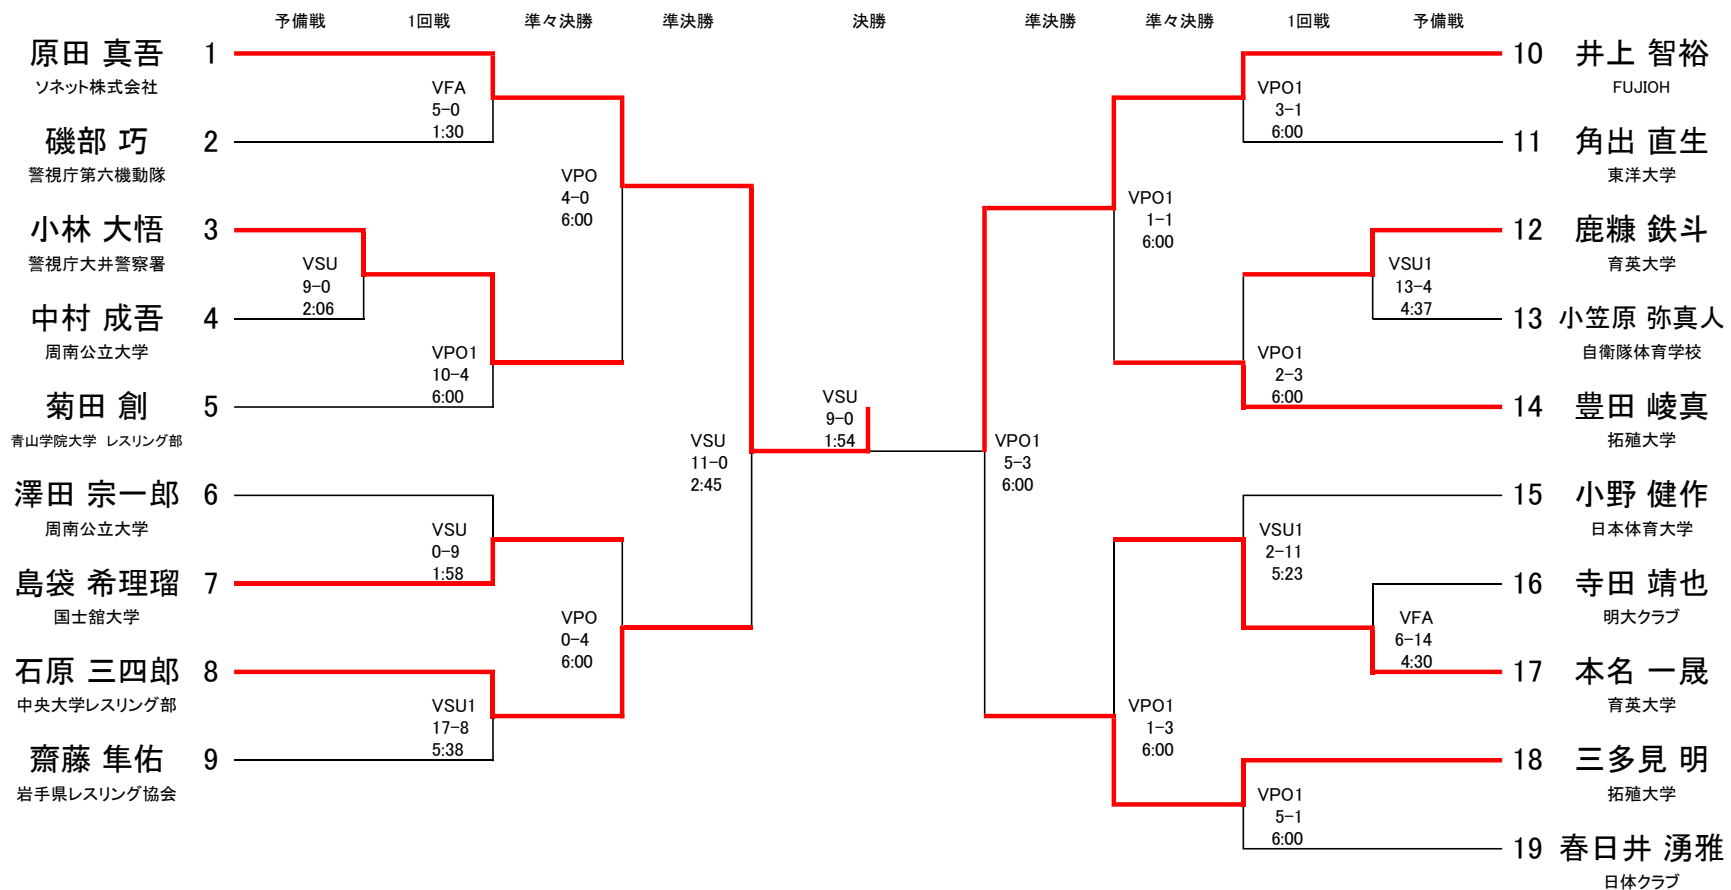 予備戦 1回戦 準々決勝 準決勝 決勝 準決勝 準々決勝 1回戦 予備戦
原田 真吾 1
ソネット株式会社
磯部 巧 2
警視庁第六機動隊
小林 大悟 3
警視庁大井警察署
中村 成吾 4
周南公立大学
菊田 創 5
青山学院大学 レスリング部
澤田 宗一郎 6
周南公立大学
島袋 希理瑠 7
国士舘大学
石原 三四郎 8
中央大学レスリング部
齋藤 隼佑 9
岩手県レスリング協会
VSU
9-0
2:06
VFA
5-0
1:30
VPO1
10-4
6:00
VSU
0-9
1:58
VSU1
17-8
5:38
VPO
4-0
6:00
VPO
0-4
6:00
VSU
11-0
2:45
VSU
9-0
1:54
VPO1
5-3
6:00
VPO1
1-1
6:00
VPO1
1-3
6:00
VPO1
3-1
6:00
VPO1
2-3
6:00
VSU1
2-11
5:23
VPO1
5-1
6:00
VSU1
13-4
4:37
VFA
6-14
4:30
10 井上 智裕
FUJIOH
11 角出 直生
東洋大学
12 鹿糠 鉄斗
育英大学
13 小笠原 弥真人
自衛隊体育学校
14 豊田 崚真
拓殖大学
15 小野 健作
日本体育大学
16 寺田 靖也
明大クラブ
17 本名 一晟
育英大学
18 三多見 明
拓殖大学
19 春日井 湧雅
日体クラブ